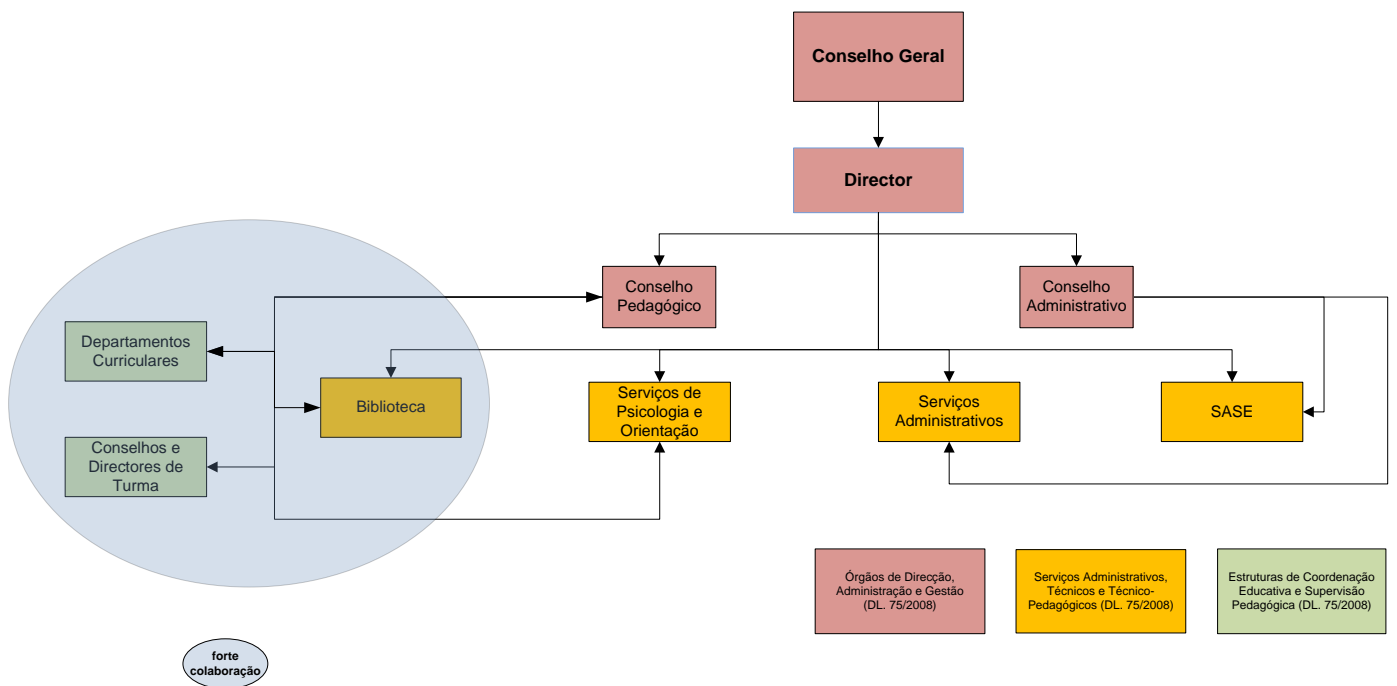 Conselho Geral
Director
Conselho
Pedagógico
Conselho
Administrativo
Departamentos
Curriculares
Biblioteca
Serviços de
Psicologia e
Orientação
Serviços
Administrativos
SASE
Conselhos e
Directores de
Turma
Órgãos de Direcção,
Administração e Gestão
(DL. 75/2008)
Serviços Administrativos,
Técnicos e Técnico-
Pedagógicos (DL. 75/2008)
Estruturas de Coordenação
Educativa e Supervisão
Pedagógica (DL. 75/2008)
forte
colaboração